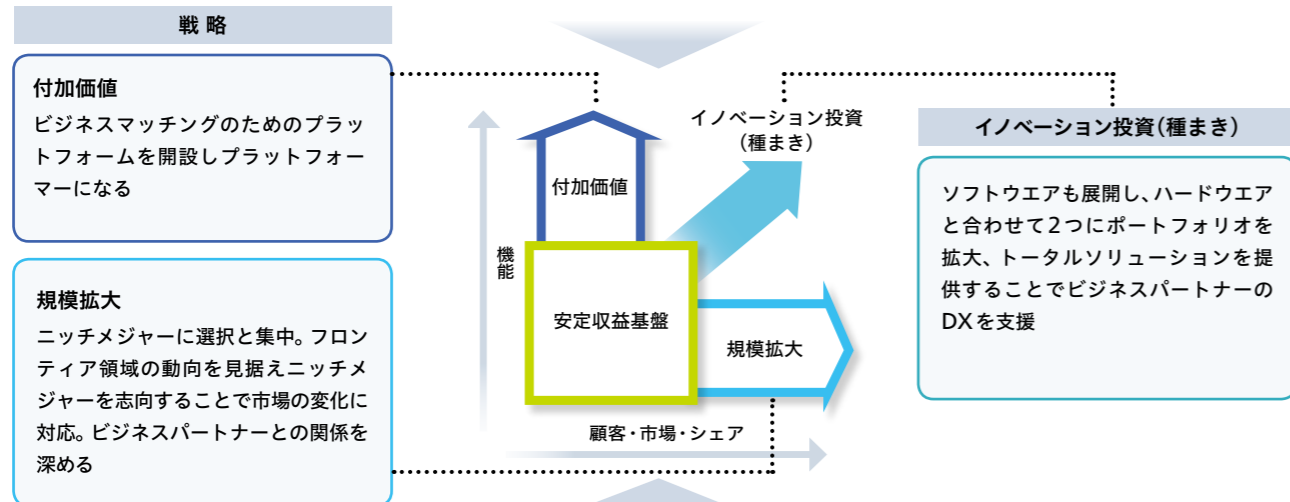 戦略
付加価値
ビジネスマッチングのためのプラッ
トフォームを開設しプラットフォー
マーになる
規模拡大
ニッチメジャーに選択と集中。フロン
ティア領域の動向を見据えニッチメ
ジャーを志向することで市場の変化に
対応。ビジネスパートナーとの関係を
深める
機能
付加価値
イノベーション投資
(種まき)
安定収益基盤
規模拡大
顧客・市場・シェア
イノベーション投資(種まき)
ソフトウエアも展開し、ハードウエア
と合わせて2つにポートフォリオを
拡大、トータルソリューションを提
供することでビジネスパートナーの
DXを支援